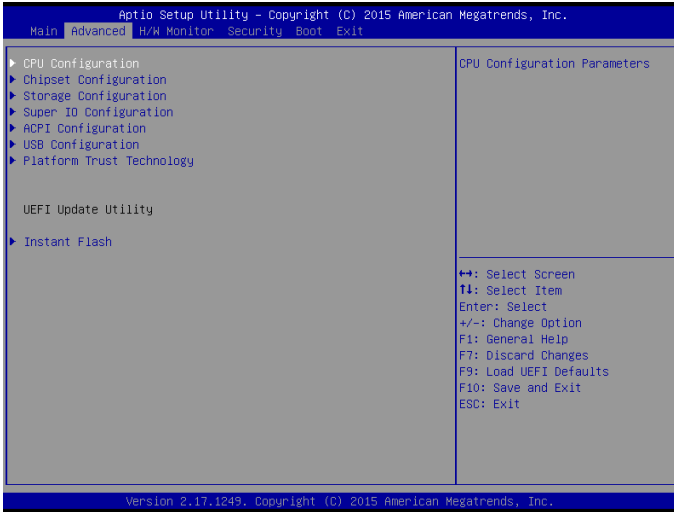 Aptio Setup Utility – Copyright (C) 2015 American Megatrends, Inc.
Main Advanced H/W Monitor Security Boot Exit
CPU Configuration
Chipset Configuration
Storage Configuration
Super IO Configuration
ACPI Configuration
USB Configuration
Platform Trust Technology
UEFI Update Utility
Instant Flash
CPU Configuration Parameters
→←: Select Screen
↑↓: Select Item
Enter: Select
+/-: Change Option
F1: General Help
F7: Discard Changes
F9: Load UEFI Defaults
F10: Save and Exit
ESC: Exit
Version 2.17.1249. Copyright (C) 2015 American Megatrends, Inc.